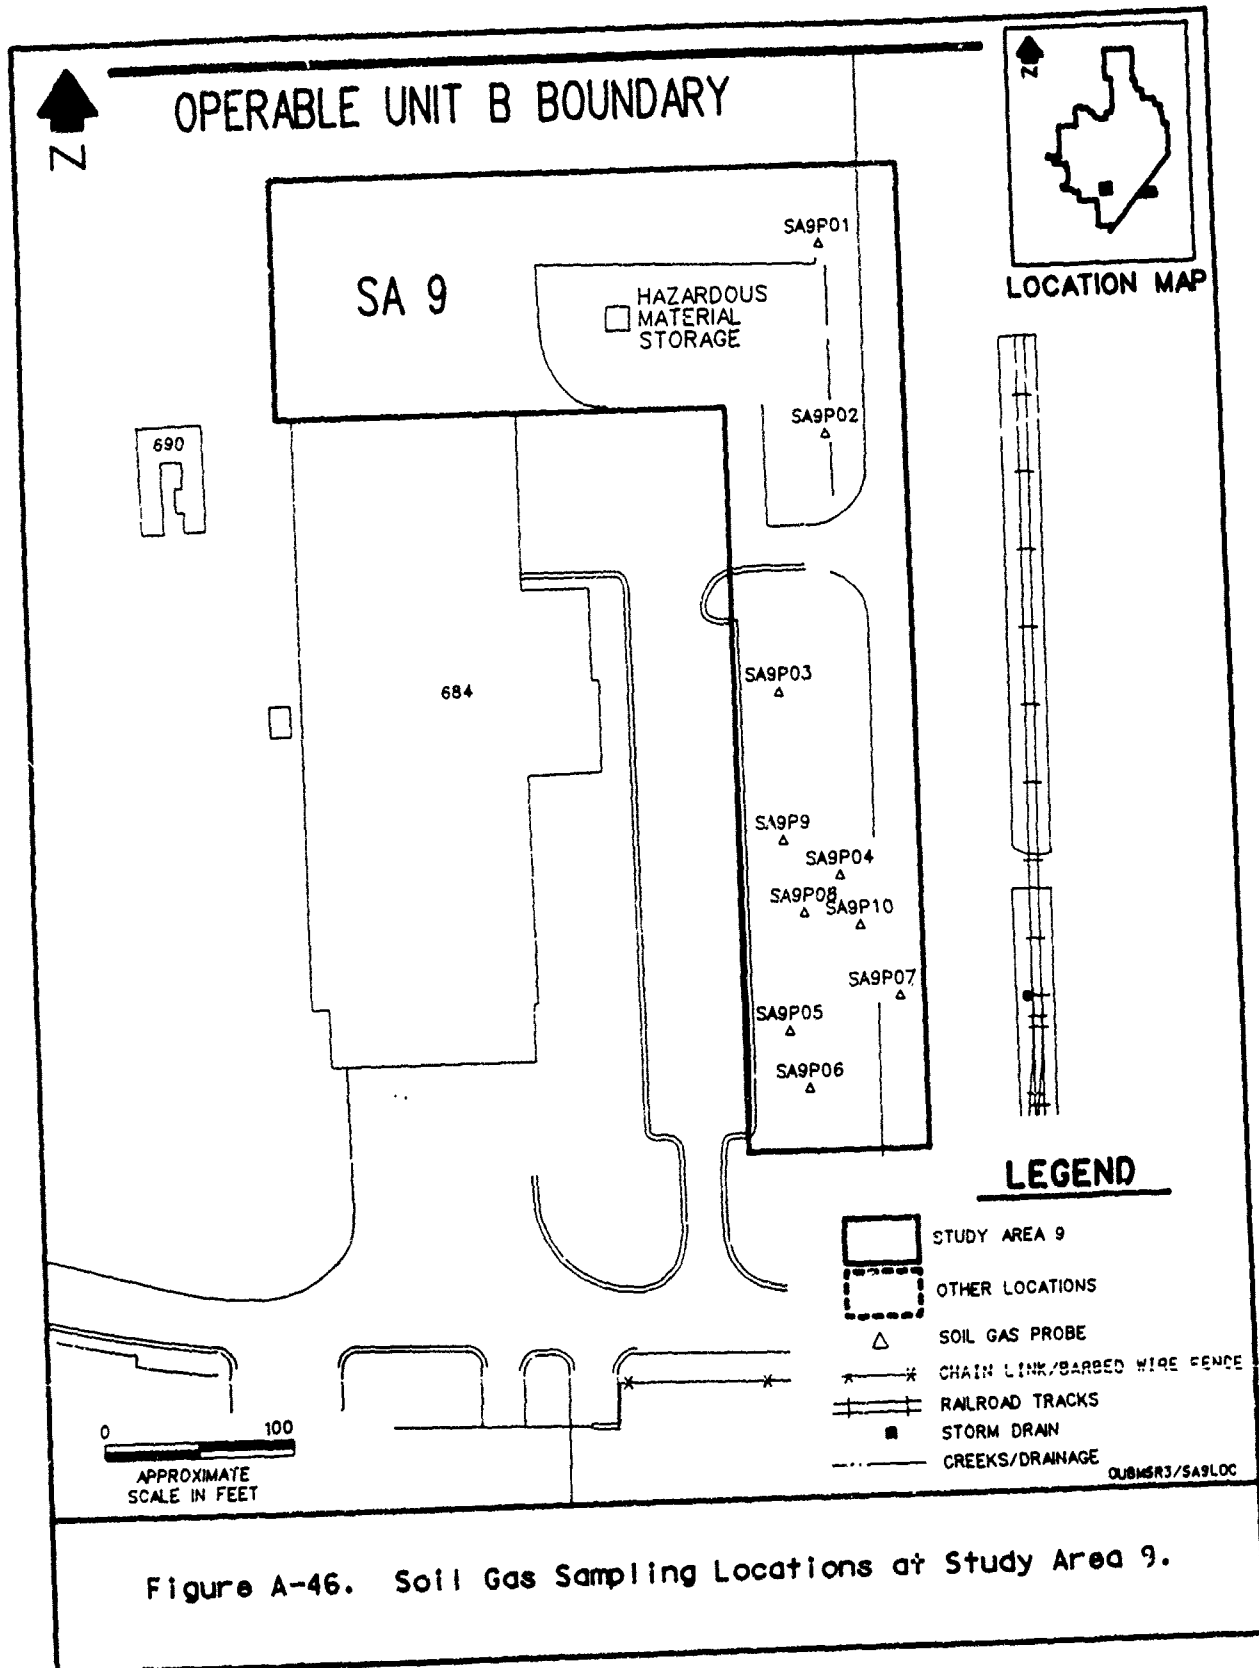 OPERABLE UNIT B BOUNDARY
N
N
LOCATION MAP
SA9P01
SA 9
HAZARDOUS
MATERIAL
STORAGE
SA9P02
690
SA9P03
684
SA9P9
SA9P04
SA9P08
SA9P10
SA9P07
SA9P05
SA9P06
LEGEND
STUDY AREA 9
OTHER LOCATIONS
SOIL GAS PROBE
CHAIN LINK/BARBED WIRE FENCE
RAILROAD TRACKS
STORM DRAIN
CREEKS/DRAINAGE
0 100
APPROXIMATE
SCALE IN FEET
OUBMSR3/SA9LOC
Figure A-46. Soil Gas Sampling Locations at Study Area 9.